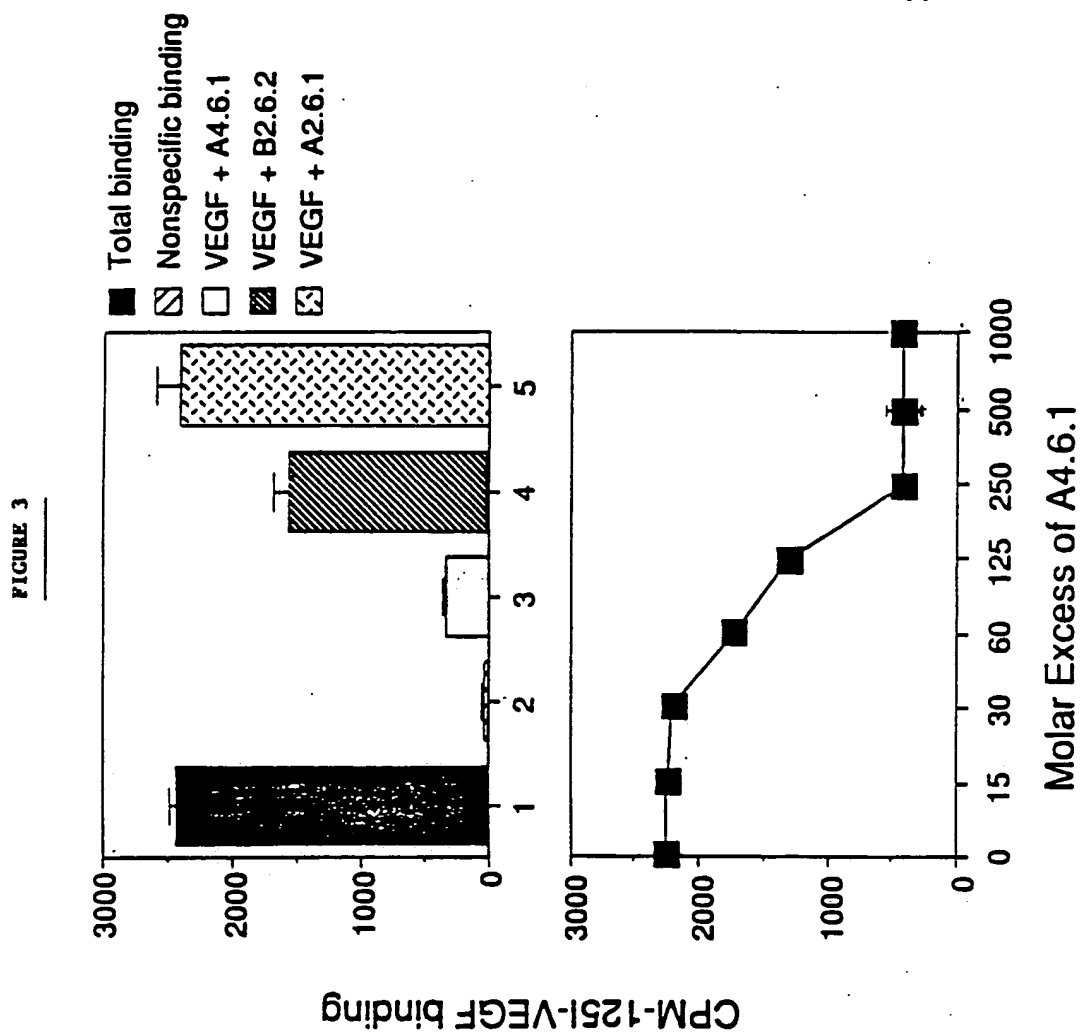 FIGURE 3
Total binding
Nonspecific binding
VEGF + A4.6.1
VEGF + B2.6.2
VEGF + A2.6.1
3000
2000
1000
0
1 2 3 4 5
3000
2000
1000
0
0 15 30 60 125 250 500 1000
CPM-125I-VEGF binding
Molar Excess of A4.6.1